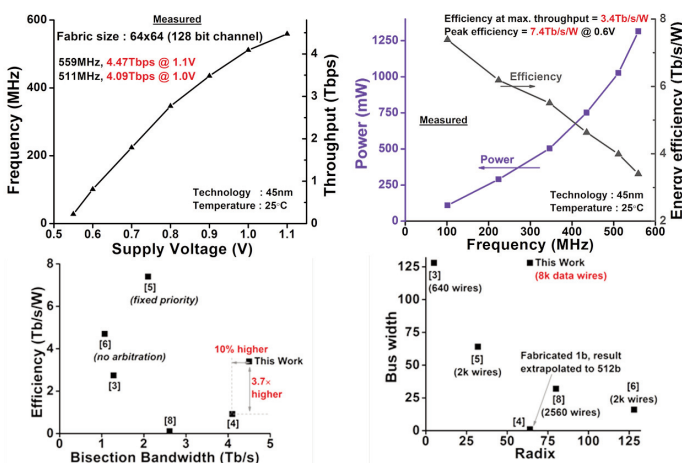 Measured
Fabric size : 64x64 (128 bit channel)
559MHz, 4.47Tbps @ 1.1V
511MHz, 4.09Tbps @ 1.0V
Technology : 45nm
Temperature : 25°C
Frequency (MHz)
600
400
200
0
Throughput (Tbps)
4
3
2
1
0
0.5 0.6 0.7 0.8 0.9 1.0 1.1
Supply Voltage (V)
Efficiency at max. throughput = 3.4Tb/s/W
Peak efficiency = 7.4Tb/s/W @ 0.6V
Efficiency
Measured
Power
Technology : 45nm
Temperature : 25°C
Power (mW)
1250
1000
750
500
250
0
Energy efficiency (Tb/s/W)
8
6
4
2
0 100 200 300 400 500 600
Frequency (MHz)
Efficiency (Tb/s/W)
8
6
4
2
0
[5]
(fixed priority)
[6]
(no arbitration)
[3]
10% higher
This Work
3.7×
higher
[8]
[4]
0 1 2 3 4 5
Bisection Bandwidth (Tb/s)
Bus width
125
100
75
50
25
0
[3]
(640 wires)
This Work
(8k data wires)
[5]
(2k wires)
Fabricated 1b, result
extrapolated to 512b
[8]
(2560 wires)
[6]
(2k wires)
[4]
0 25 50 75 100 125
Radix